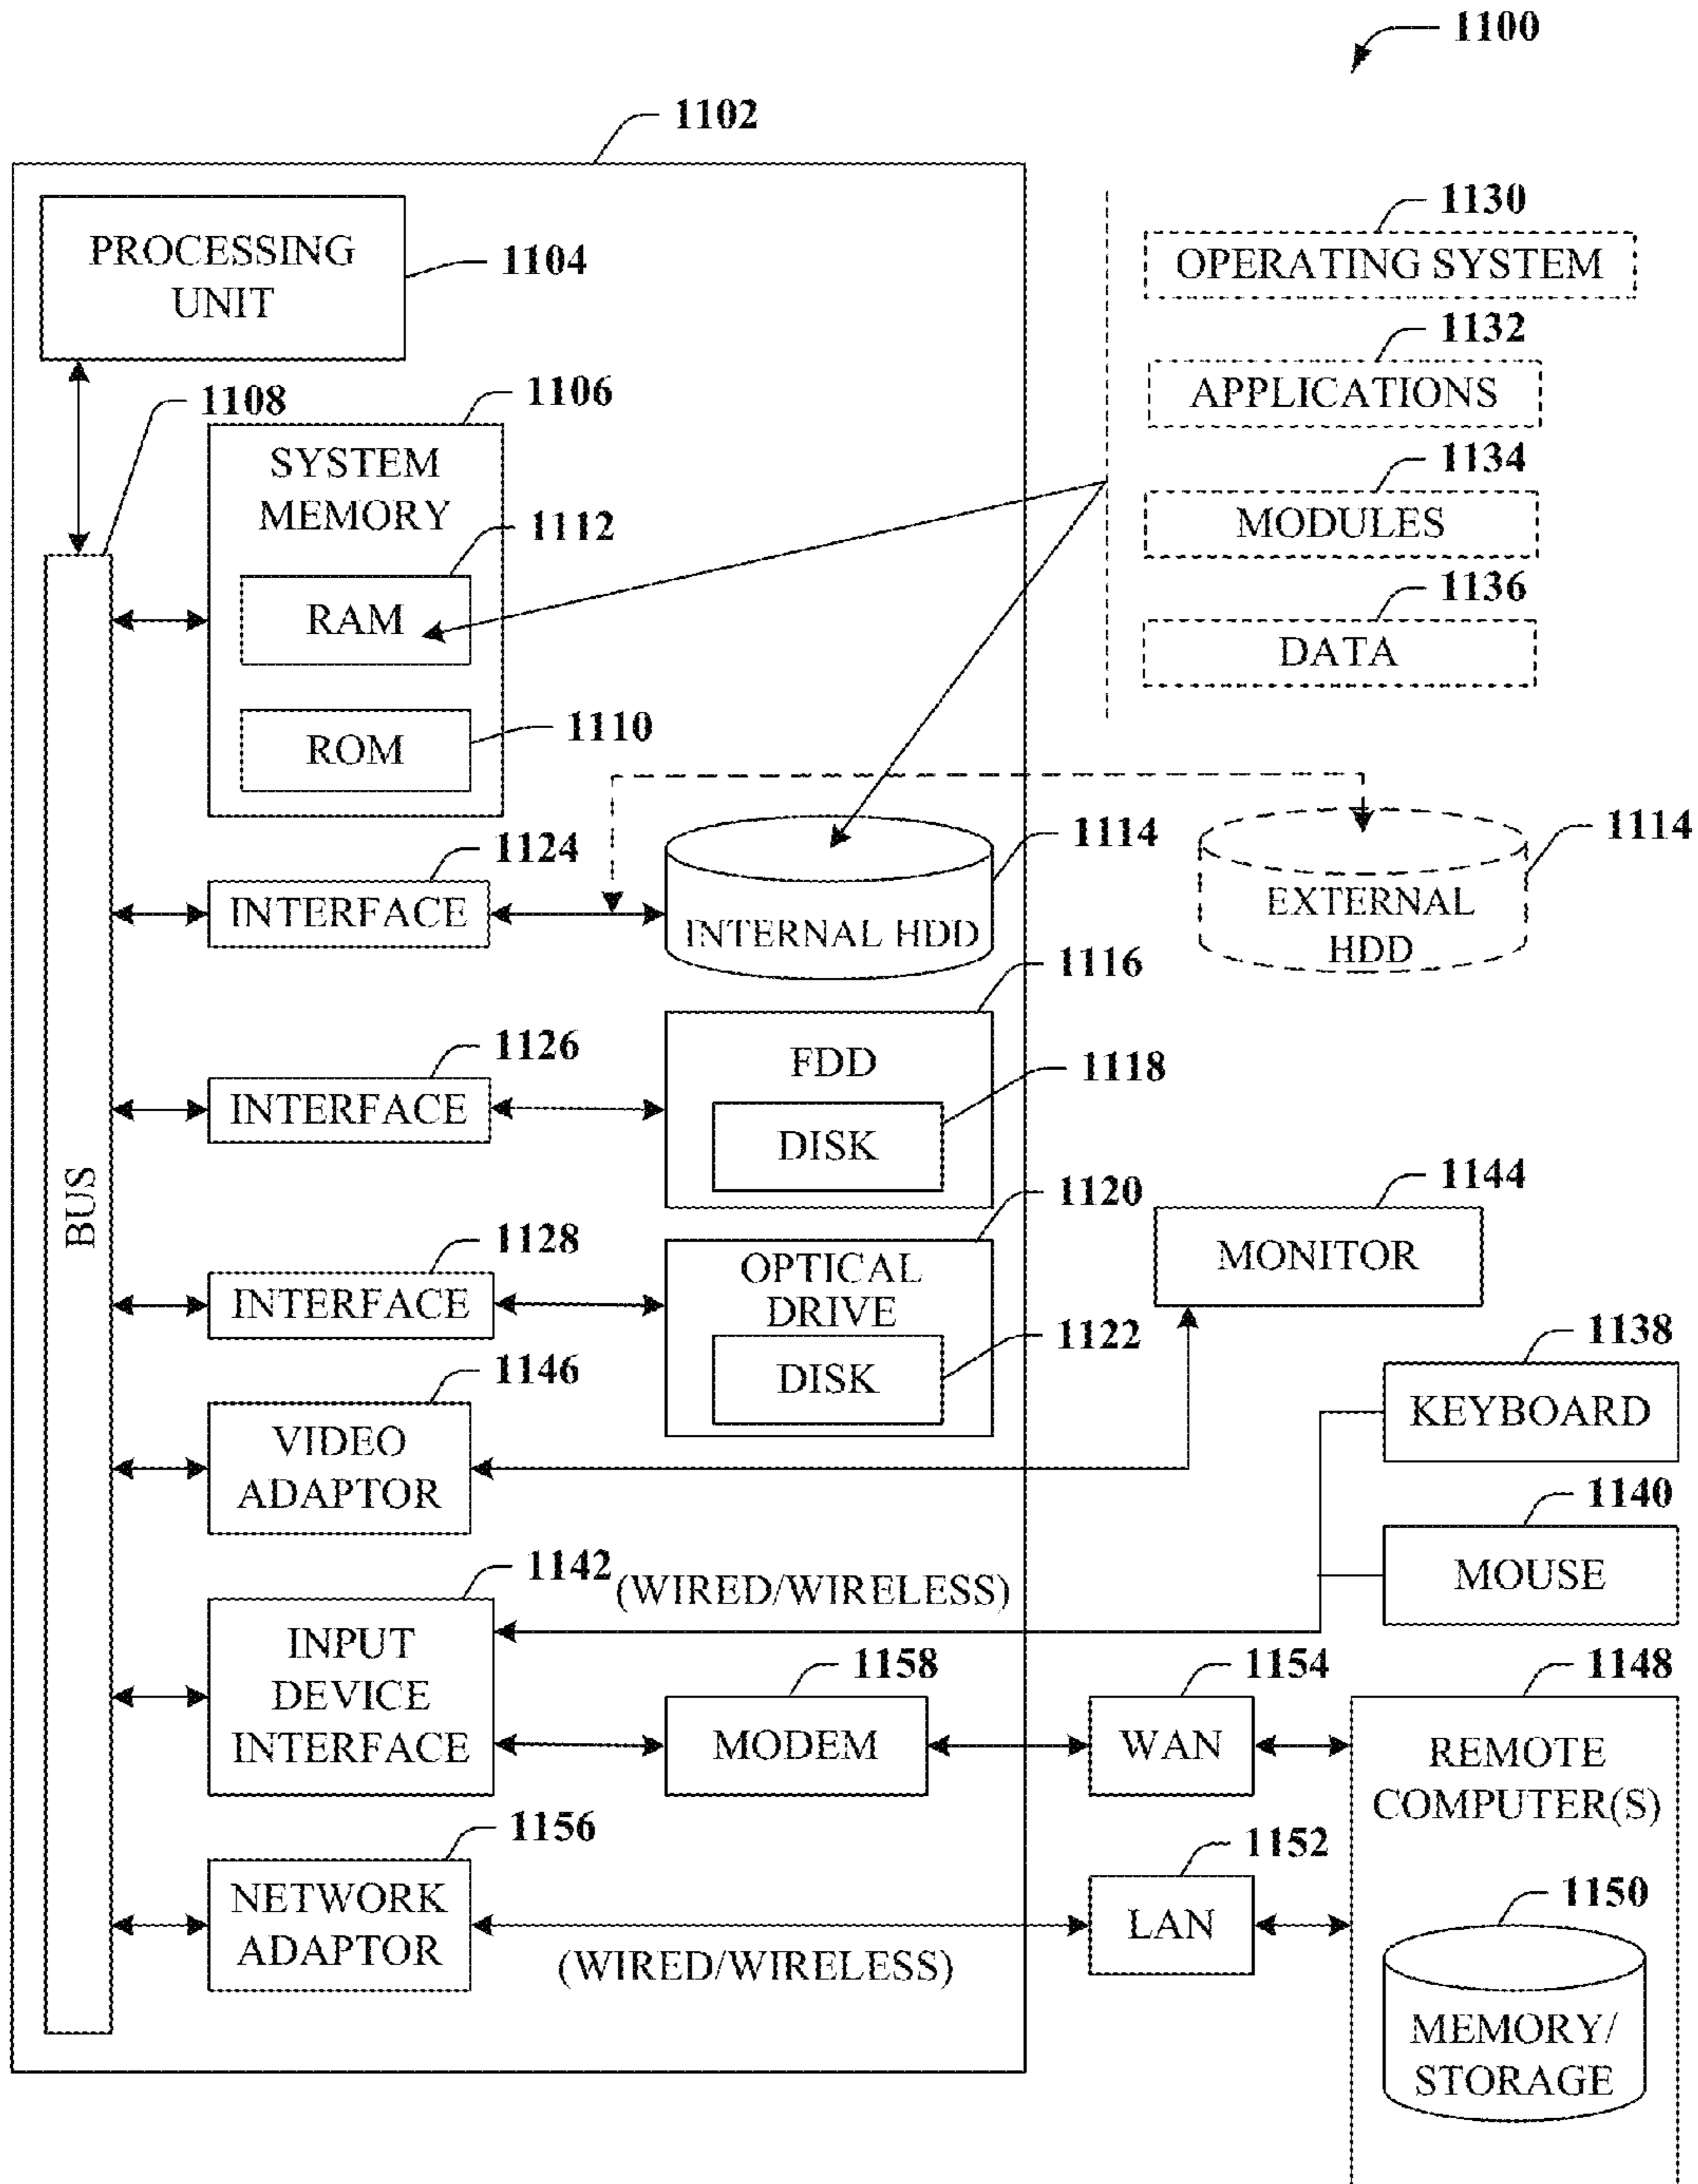 1100
1102
PROCESSING
UNIT
1104
1130
OPERATING SYSTEM
1132
APPLICATIONS
1134
MODULES
1136
DATA
1108
1106
SYSTEM
MEMORY
1112
RAM
1110
ROM
1124
INTERFACE
1114
INTERNAL HDD
1114
EXTERNAL
HDD
1126
INTERFACE
1116
FDD
1118
DISK
BUS
1128
INTERFACE
1120
OPTICAL
DRIVE
1122
DISK
1144
MONITOR
1146
VIDEO
ADAPTOR
1138
KEYBOARD
1140
MOUSE
1142
(WIRED/WIRELESS)
INPUT
DEVICE
INTERFACE
1158
MODEM
1154
WAN
1148
REMOTE
COMPUTER(S)
1156
NETWORK
ADAPTOR
(WIRED/WIRELESS)
1152
LAN
1150
MEMORY/
STORAGE